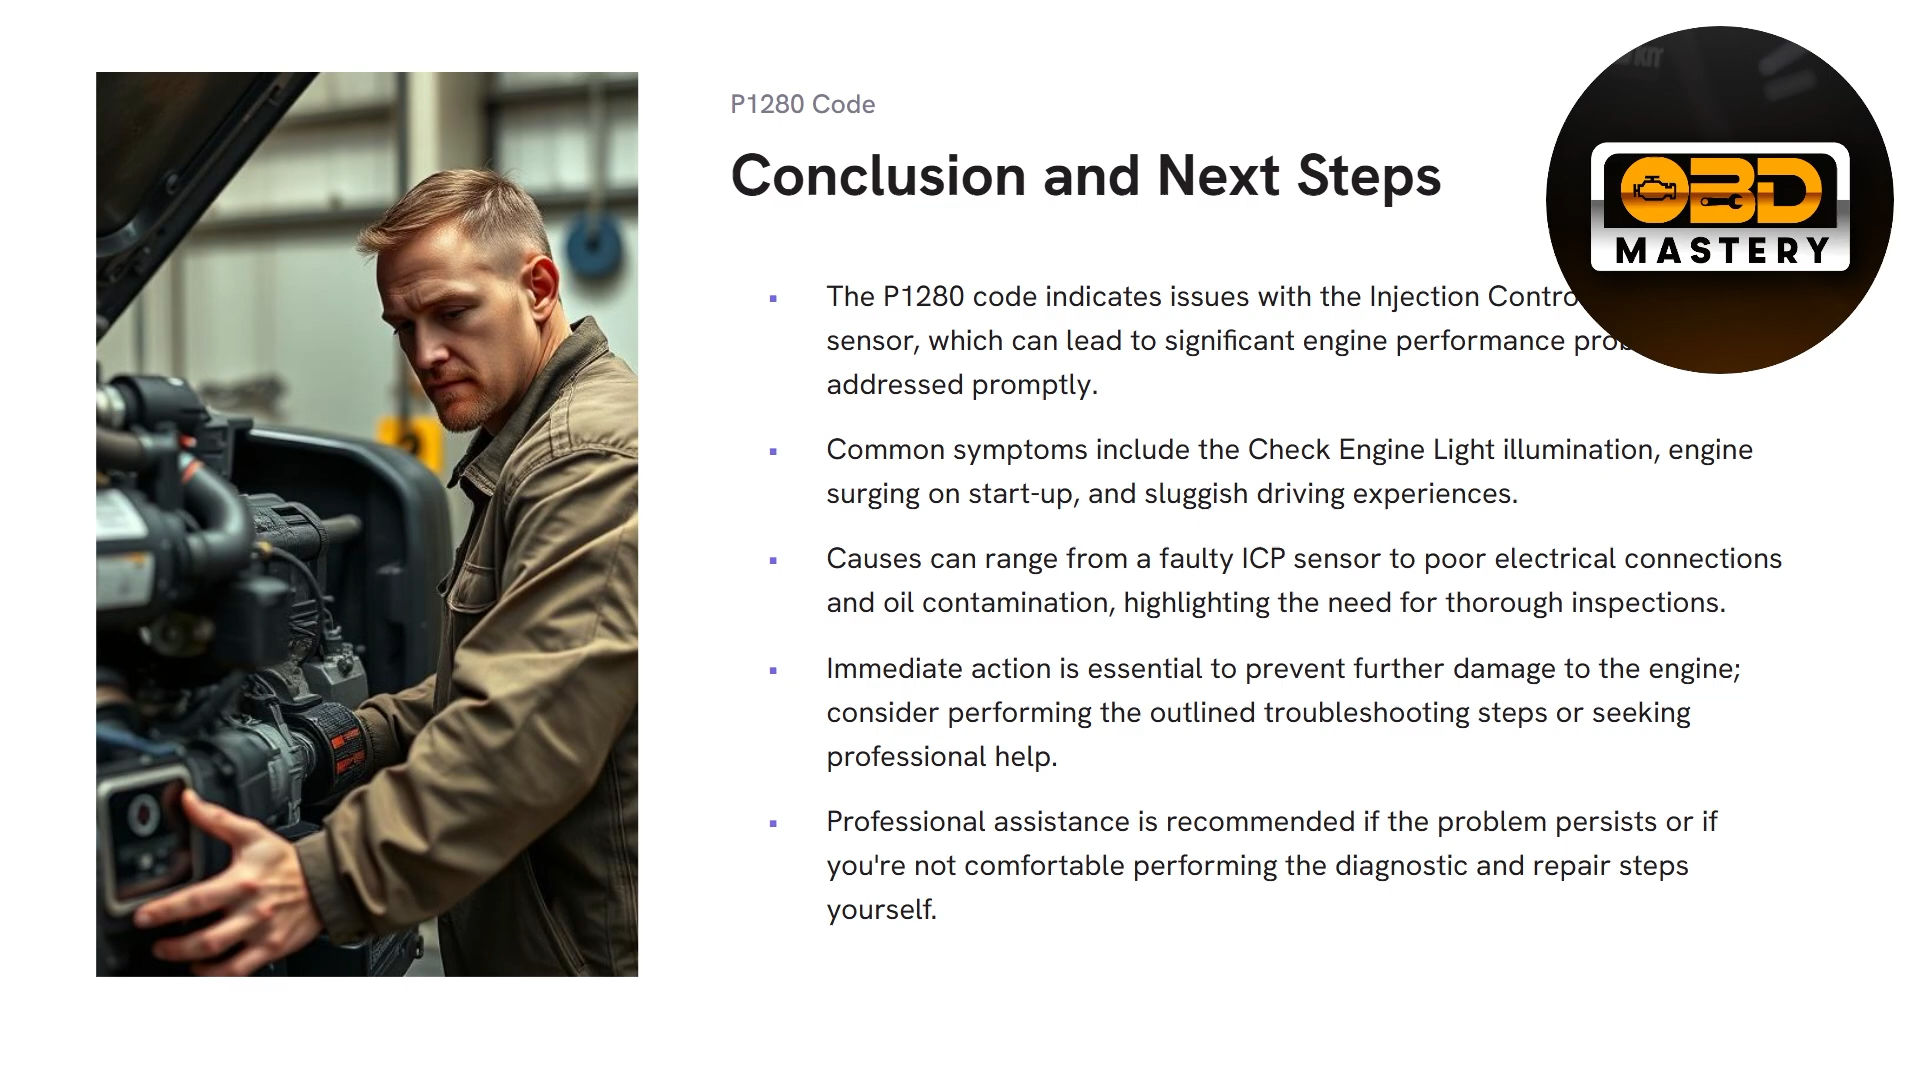 P1280 Code
Conclusion and Next Steps
OBD
MASTERY
The P1280 code indicates issues with the Injection
sensor, which can lead to significant engine performance
addressed promptly.
Common symptoms include the Check Engine Light illumination, engine
surging on start-up, and sluggish driving experiences.
Causes can range from a faulty ICP sensor to poor electrical connections
and oil contamination, highlighting the need for thorough inspections.
Immediate action is essential to prevent further damage to the engine;
consider performing the outlined troubleshooting steps or seeking
professional help.
Professional assistance is recommended if the problem persists or if
you're not comfortable performing the diagnostic and repair steps
yourself.